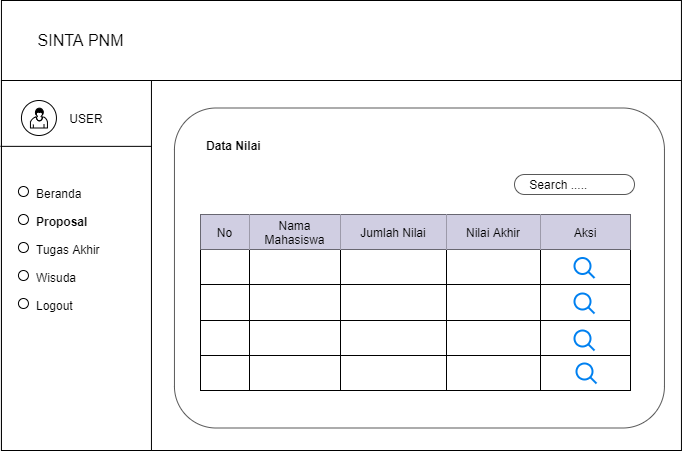 SINTA PNM
USER
Beranda
Proposal
Tugas Akhir
Wisuda
Logout
Data Nilai
Search .....
No
Nama
Mahasiswa
Jumlah Nilai
Nilai Akhir
Aksi